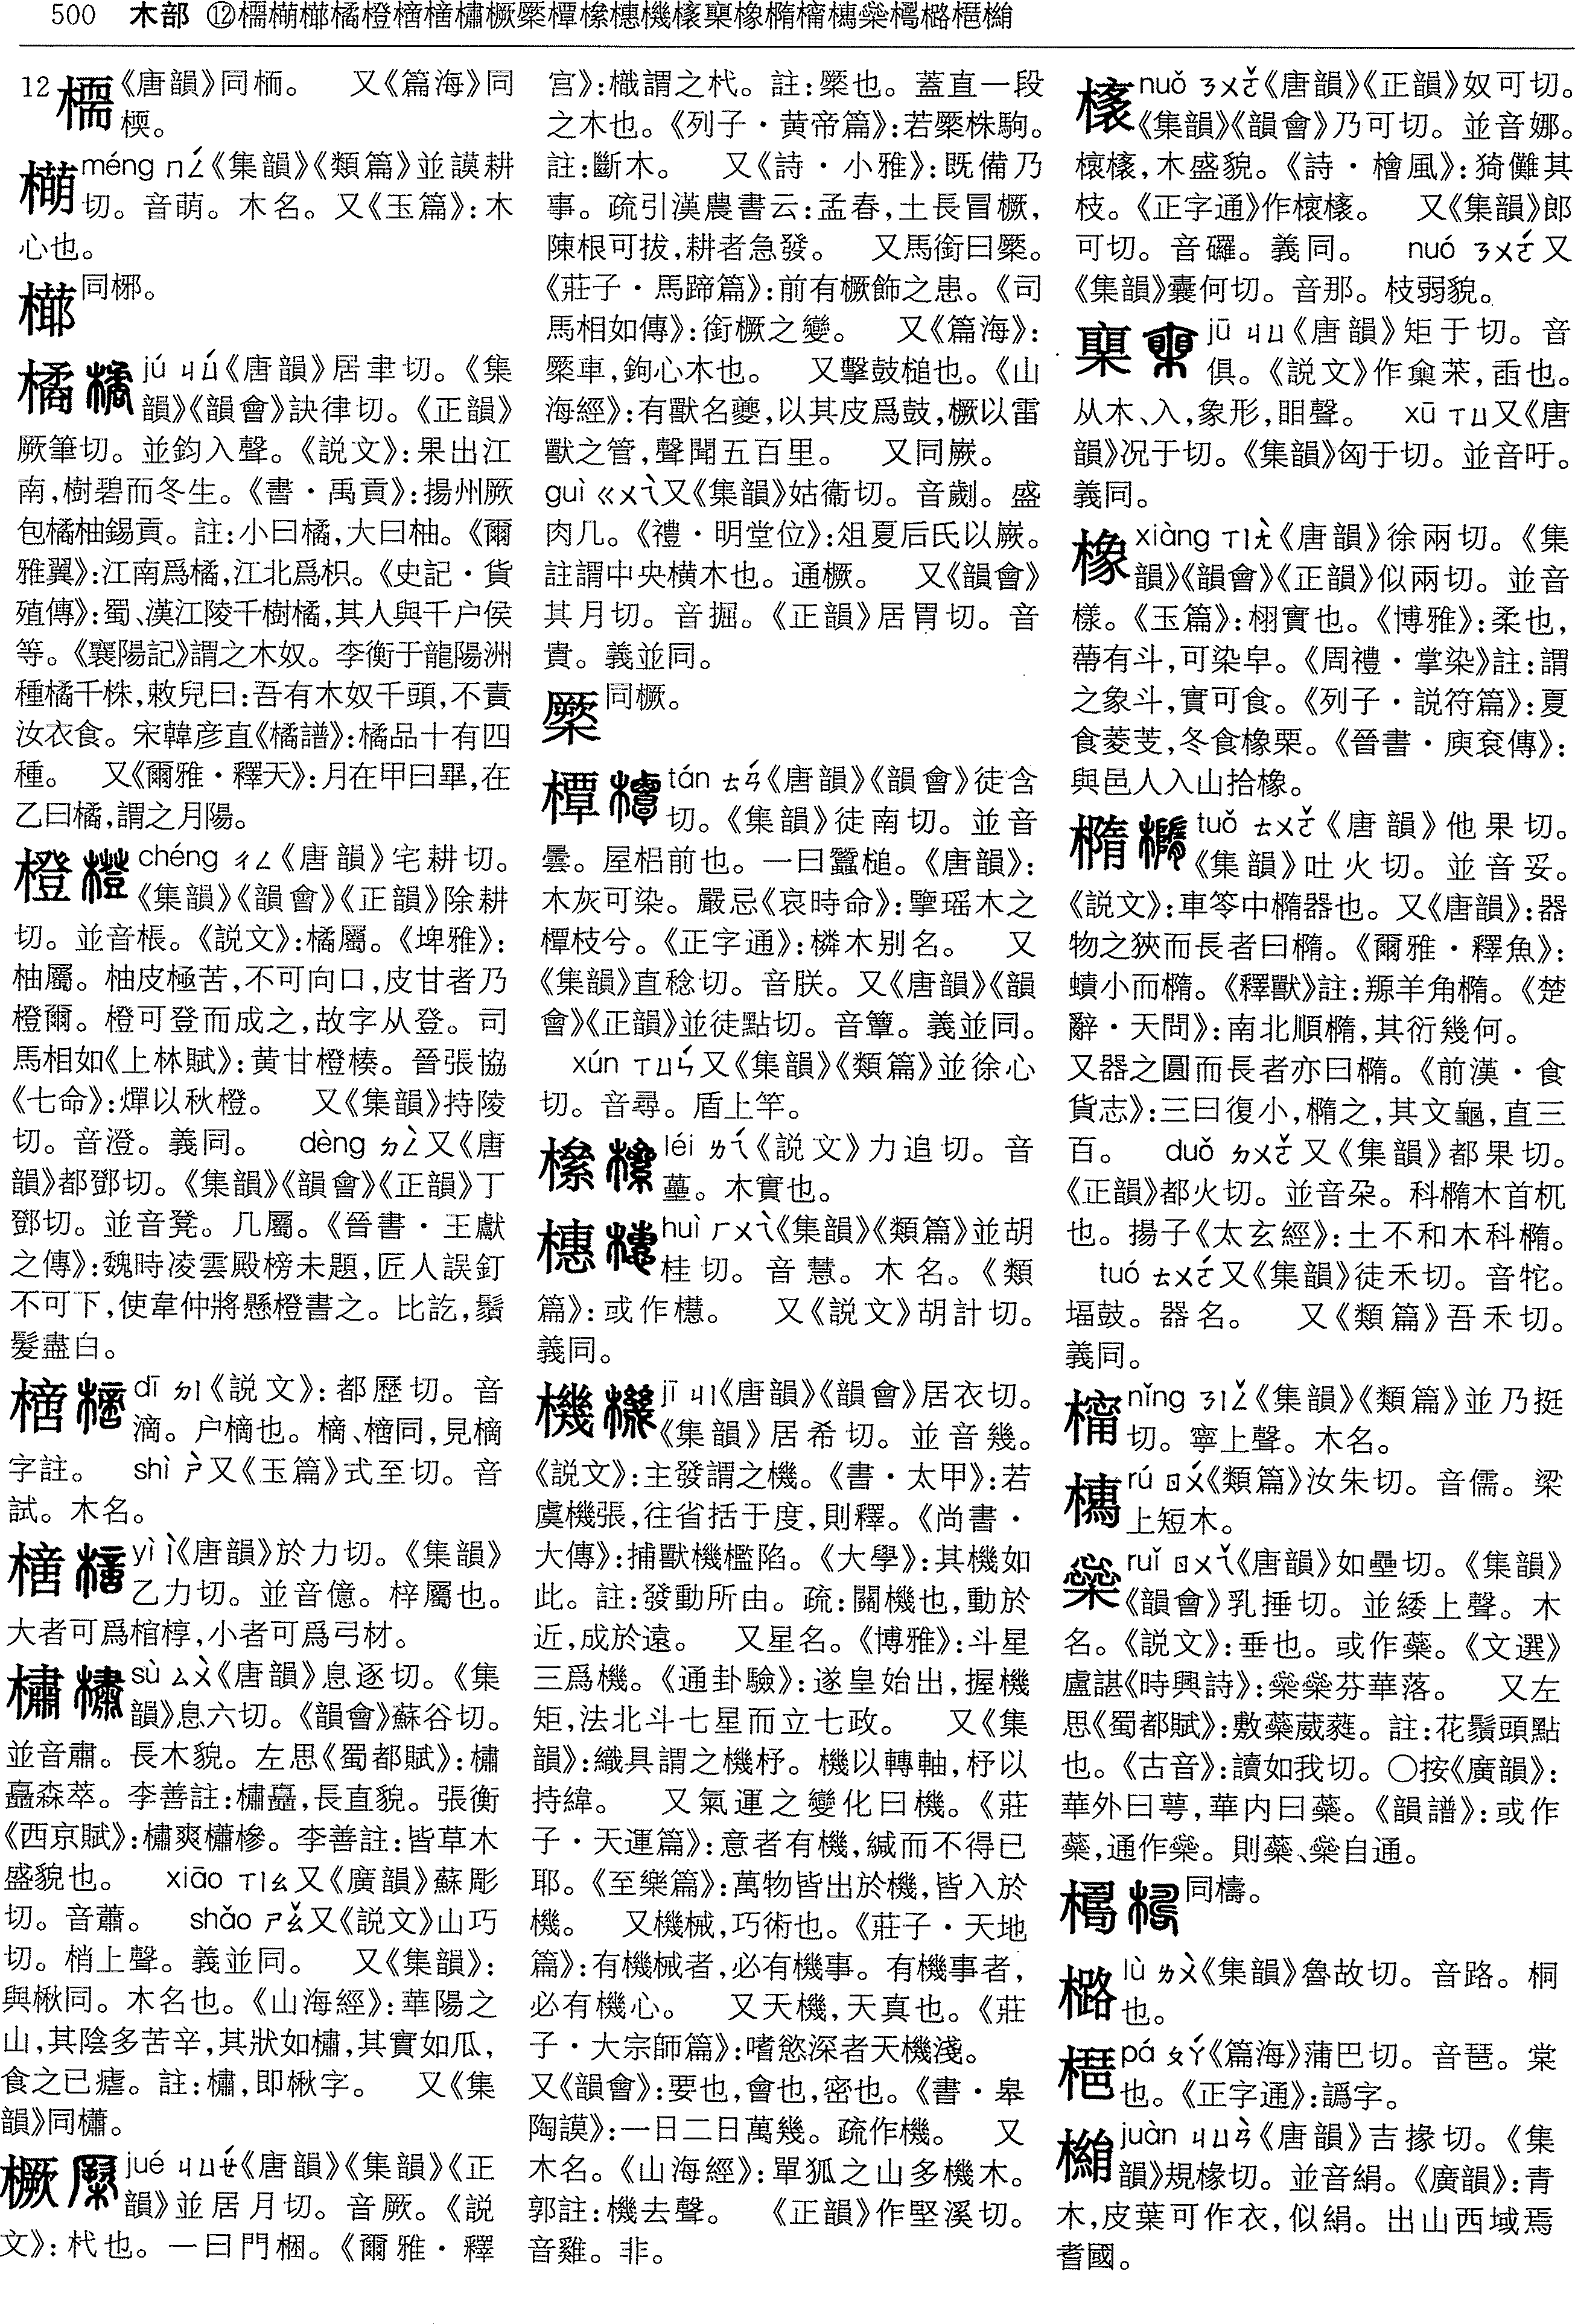 500 木部 ⑫檽橗擳橘橙樀橀橚橛橜橝橠橞機橠樼橡橢橣檽橤檮橹橵橺
12 檽《唐韻》同栭。 又《篇海》同
楔。
橗 méng ㄇㄥˊ《集韻》《類篇》並謨耕
切。音萌。木名。又《玉篇》:木
心也。
同梛。
橘 jú ㄐㄩˊ《唐韻》居聿切。《集
韻》《韻會》訣律切。《正韻》
厥筆切。並鈞入聲。《説文》:果出江
南,樹碧而冬生。《書・禹貢》:揚州厥
包橘柚錫貢。註:小曰橘,大曰柚。《爾
雅翼》:江南爲橘,江北爲枳。《史記・貨
殖傳》:蜀、漢江陵千樹橘,其人與千户侯
等。《襄陽記》謂之木奴。李衡于龍陽洲
種橘千株,敕兒曰:吾有木奴千頭,不責
汝衣食。宋韓彦直《橘譜》:橘品十有四
種。 又《爾雅・釋天》:月在甲曰畢,在
乙曰橘,謂之月陽。
橙 chéng ㄔㄥˊ《唐韻》宅耕切。
《集韻》《韻會》《正韻》除耕
切。並音棖。《説文》:橘屬。《埤雅》:
柚屬。柚皮極苦,不可向口,皮甘者乃
橙爾。橙可登而成之,故字从登。司
馬相如《上林賦》:黄甘橙楱。晉張協
《七命》:燀以秋橙。 又《集韻》持陵
切。音澄。義同。 dèng ㄉㄥˋ又《唐
韻》都鄧切。《集韻》《韻會》《正韻》丁
鄧切。並音凳。几屬。《晉書・王獻
之傳》:魏時凌雲殿榜未題,匠人誤釘
不可下,使韋仲將懸橙書之。比訖,鬚
髮盡白。
dī ㄉㄧ《説文》:都歷切。音
滴。户樀也。樀、同,見樀
字註。 shì ㄕˋ又《玉篇》式至切。音
試。木名。
yì ㄧˋ《唐韻》於力切。《集韻》
乙力切。並音億。梓屬也。
大者可爲棺椁,小者可爲弓材。
橚 sù ㄙㄨˋ《唐韻》息逐切。《集
韻》息六切。《韻會》蘇谷切。
並音肅。長木貌。左思《蜀都賦》:橚
矗森萃。李善註:橚矗,長直貌。張衡
《西京賦》:橚爽櫹槮。李善註:皆草木
盛貌也。 xiāo ㄒㄧㄠ又《廣韻》蘇彫
切。音蕭。 shǎo ㄕㄠˇ又《説文》山巧
切。梢上聲。義並同。 又《集韻》:
與楸同。木名也。《山海經》:華陽之
山,其陰多苦辛,其狀如橚,其實如瓜,
食之已瘧。註:橚,即楸字。 又《集
韻》同櫹。
橛 jué ㄐㄩㄝˊ《唐韻》《集韻》《正
韻》並居月切。音厥。《説
文》:杙也。一曰門梱。《爾雅・釋
宫》:樴謂之杙。註:橜也。蓋直一段
之木也。《列子・黄帝篇》:若橜株駒。
註:斷木。 又《詩・小雅》:既備乃
事。疏引漢農書云:孟春,土長冒橛,
陳根可拔,耕者急發。 又馬銜曰橜。
《莊子・馬蹄篇》:前有橛飾之患。《司
馬相如傳》:銜橛之變。 又《篇海》:
橜車,鉤心木也。 又擊鼓槌也。《山
海經》:有獸名夔,以其皮爲鼓,橛以雷
獸之骨,聲聞五百里。 又同嶡。
guì ㄍㄨㄟˋ又《集韻》姑衞切。音劌。盛
肉几。《禮・明堂位》:俎夏后氏以嶡。
註謂中央横木也。通橛。 又《韻會》
其月切。音掘。《正韻》居胃切。音
貴。義並同。
橜 同橛。
橝 tán ㄊㄢˊ《唐韻》《韻會》徒含
切。《集韻》徒南切。並音
曇。屋梠前也。一曰蠶槌。《唐韻》:
木灰可染。嚴忌《哀時命》:擥瑶木之
橝枝兮。《正字通》:橉木别名。 又
《集韻》直稔切。音朕。又《唐韻》《韻
會》《正韻》並徒點切。音簟。義並同。
xún ㄒㄩㄣˊ又《集韻》《類篇》並徐心
切。音尋。盾上竿。
léi ㄌㄟˊ《説文》力追切。音
蘲。木實也。
橞 huì ㄏㄨㄟˋ《集韻》《類篇》並胡
桂切。音慧。木名。《類
篇》:或作櫘。 又《説文》胡計切。
義同。
機 jī ㄐㄧ《唐韻》《韻會》居衣切。
《集韻》居希切。並音幾。
《説文》:主發謂之機。《書・太甲》:若
虞機張,往省括于度,則釋。《尚書・
大傳》:捕獸機檻陷。《大學》:其機如
此。註:發動所由。疏:關機也,動於
近,成於遠。 又星名。《博雅》:斗星
三爲機。《通卦驗》:遂皇始出,握機
矩,法北斗七星而立七政。 又《集
韻》:織具謂之機杼。機以轉軸,杼以
持緯。 又氣運之變化曰機。《莊
子・天運篇》:意者有機,緘而不得已
耶。《至樂篇》:萬物皆出於機,皆入於
機。 又機械,巧術也。《莊子・天地
篇》:有機械者,必有機事。有機事者,
必有機心。 又天機,天真也。《莊
子・大宗師篇》:嗜慾深者天機淺。
又《韻會》:要也,會也,密也。《書・皋
陶謨》:一日二日萬幾。疏作機。 又
木名。《山海經》:單狐之山多機木。
郭註:機去聲。 《正韻》作堅溪切。
音雞。非。
橠 nuǒ ㄋㄨㄛˇ《唐韻》《正韻》奴可切。
《集韻》《韻會》乃可切。並音娜。
橠,木盛貌。《詩・檜風》:猗儺其
枝。《正字通》作橠。 又《集韻》郎
可切。音砢。義同。 nuó ㄋㄨㄛˊ又
《集韻》囊何切。音那。枝弱貌。
jū ㄐㄩ《唐韻》矩于切。音
俱。《説文》作䒷,臿也。
从木、入,象形,䀠聲。 xū ㄒㄩ又《唐
韻》况于切。《集韻》匈于切。並音吁。
義同。
橡 xiàng ㄒㄧㄤˋ《唐韻》徐兩切。《集
韻》《韻會》《正韻》似兩切。並音
樣。《玉篇》:栩實也。《博雅》:柔也,
蔕有斗,可染皁。《周禮・掌染》註:謂
之象斗,實可食。《列子・説符篇》:夏
食菱芰,冬食橡栗。《晉書・庾袞傳》:
與邑人入山拾橡。
橢 tuǒ ㄊㄨㄛˇ《唐韻》他果切。
《集韻》吐火切。並音妥。
《説文》:車笭中橢器也。又《唐韻》:器
物之狹而長者曰橢。《爾雅・釋魚》:
蟦小而橢。《釋獸》註:羱羊角橢。《楚
辭・天問》:南北順橢,其衍幾何。
又器之圓而長者亦曰橢。《前漢・食
貨志》:三曰復小,橢之,其文龜,直三
百。 duǒ ㄉㄨㄛˇ又《集韻》都果切。
《正韻》都火切。並音朶。科橢木首杌
也。揚子《太玄經》:土不和木科橢。
tuó ㄊㄨㄛˊ又《集韻》徒禾切。音牠。
堛鼓。器名。 又《類篇》吾禾切。
義同。
橣 nǐng ㄋㄧㄥˇ《集韻》《類篇》並乃挺
切。寧上聲。木名。
rú ㄖㄨˊ《類篇》汝朱切。音儒。梁
上短木。
橤 ruǐ ㄖㄨㄟˇ《唐韻》如壘切。《集韻》
《韻會》乳捶切。並緌上聲。木
名。《説文》:垂也。或作蘂。《文選》
盧諶《時興詩》:橤橤芬華落。 又左
思《蜀都賦》:敷蘂葳蕤。註:花鬚頭點
也。《古音》:讀如我切。○按《廣韻》:
華外曰萼,華内曰蘂。《韻譜》:或作
蘂,通作橤。則蘂、橤自通。
同檮。
lù ㄌㄨˋ《集韻》魯故切。音路。桐
也。
pá ㄆㄚˊ《篇海》蒲巴切。音琶。棠
也。《正字通》:譌字。
juàn ㄐㄩㄢˋ《唐韻》吉掾切。《集
韻》規椽切。並音絹。《廣韻》:青
木,皮葉可作衣,似絹。出山西域焉
耆國。